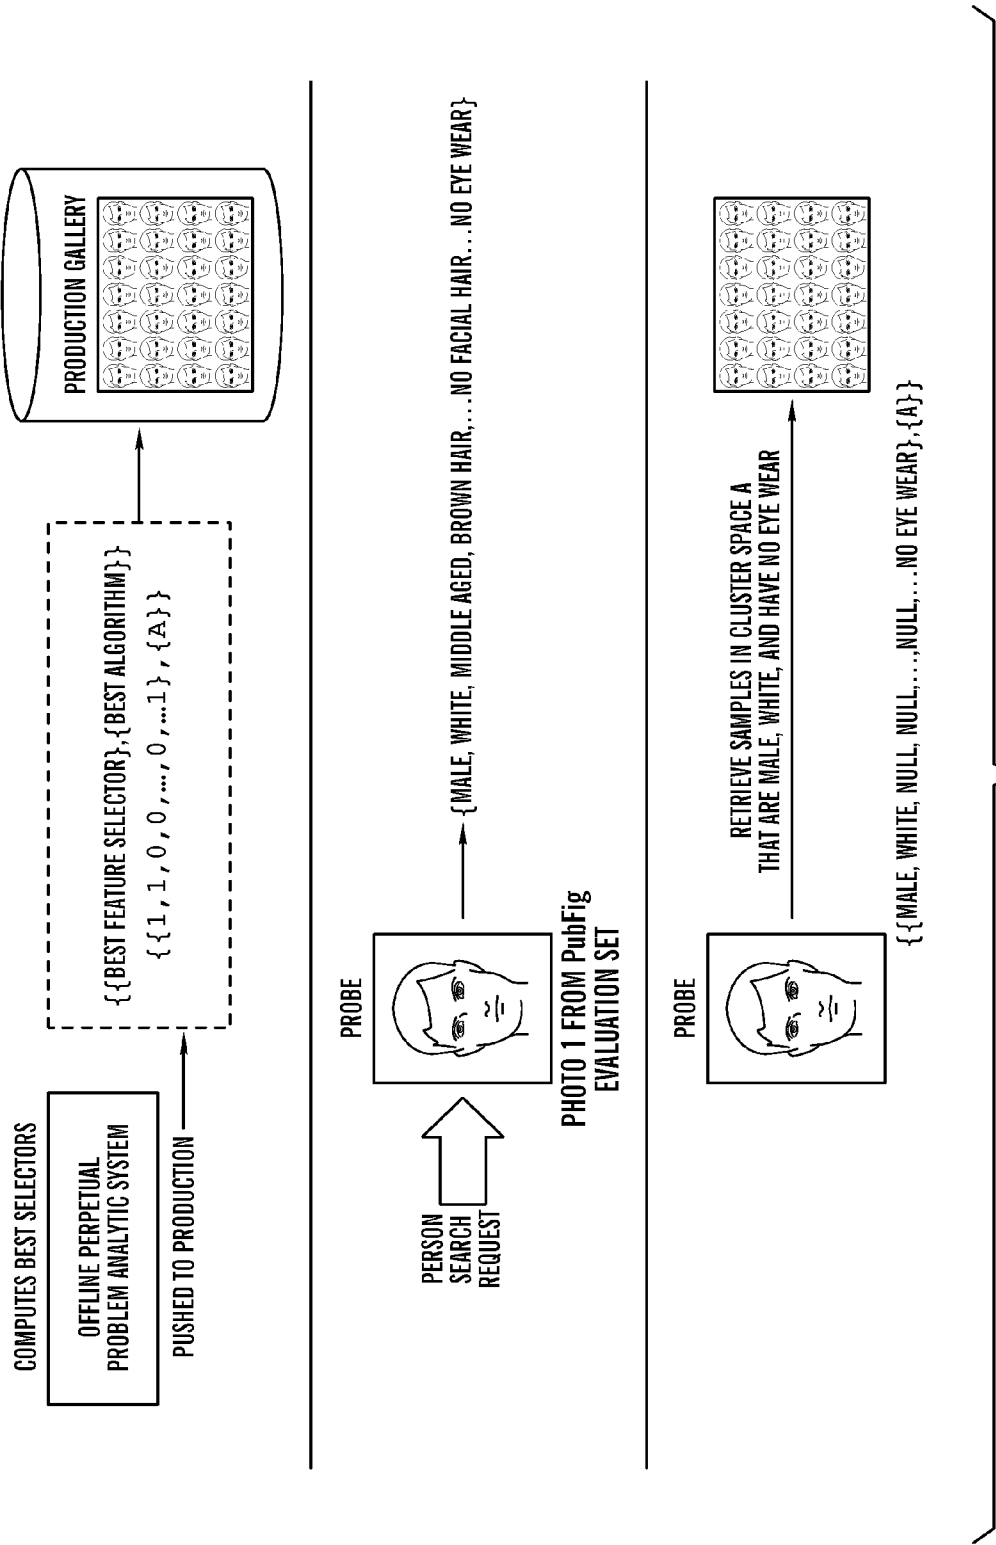 COMPUTES BEST SELECTORS
OFFLINE PERPETUAL
PROBLEM ANALYTIC SYSTEM
PUSHED TO PRODUCTION
{{BEST FEATURE SELECTOR},{BEST ALGORITHM}}
{{1,1,0,0,...,0,...1},{A}}
PRODUCTION GALLERY
PERSON
SEARCH
REQUEST
PROBE
PHOTO 1 FROM PubFig
EVALUATION SET
{MALE, WHITE, MIDDLE AGED, BROWN HAIR,...NO FACIAL HAIR...NO EYE WEAR}
PROBE
RETRIEVE SAMPLES IN CLUSTER SPACE A
THAT ARE MALE, WHITE, AND HAVE NO EYE WEAR
{{MALE, WHITE, NULL, NULL,...,NULL,...NO EYE WEAR},{A}}